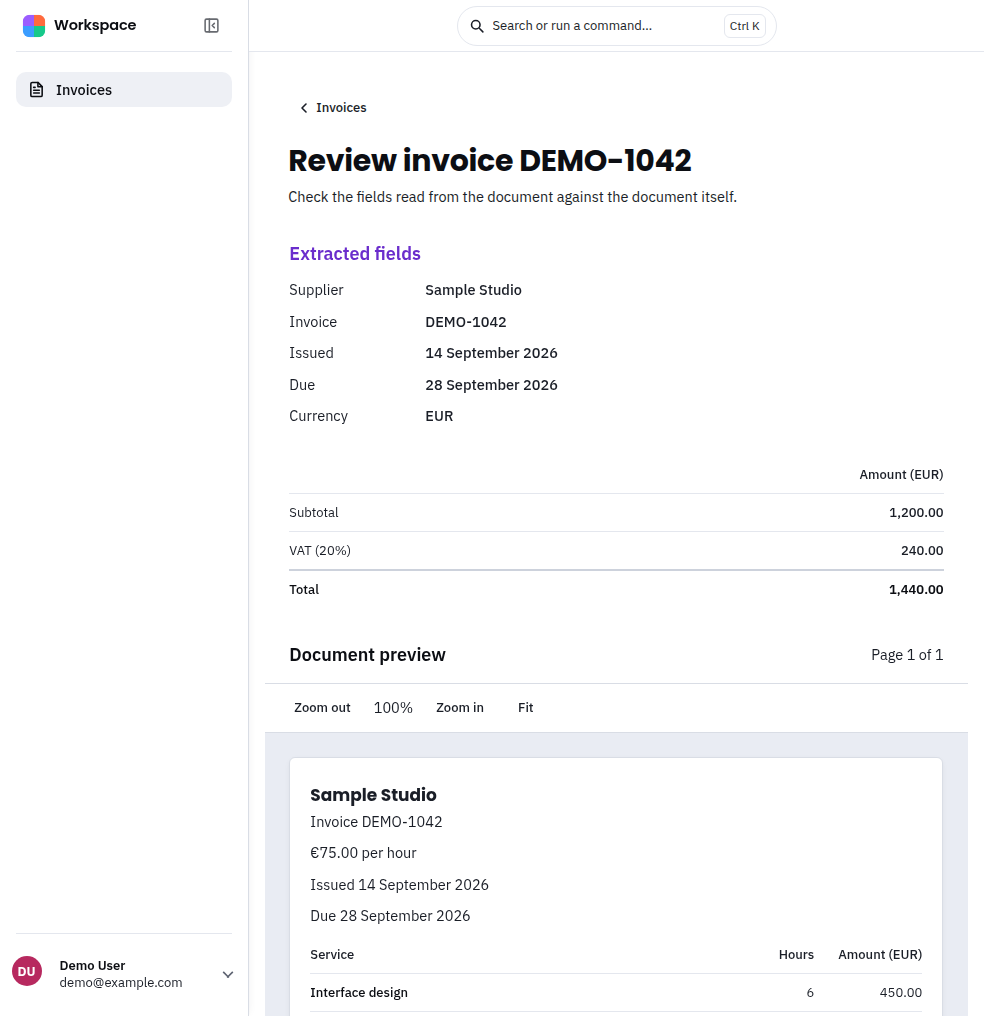 Workspace
Search or run a command...
Ctrl K
Invoices
Invoices
Review invoice DEMO-1042
Check the fields read from the document against the document itself.
Extracted fields
Supplier Sample Studio
Invoice DEMO-1042
Issued 14 September 2026
Due 28 September 2026
Currency EUR
Amount (EUR)
Subtotal 1,200.00
VAT (20%) 240.00
Total 1,440.00
Document preview Page 1 of 1
Zoom out 100% Zoom in Fit
Sample Studio
Invoice DEMO-1042
€75.00 per hour
Issued 14 September 2026
Due 28 September 2026
Service Hours Amount (EUR)
Interface design 6 450.00
DU
Demo User
demo@example.com